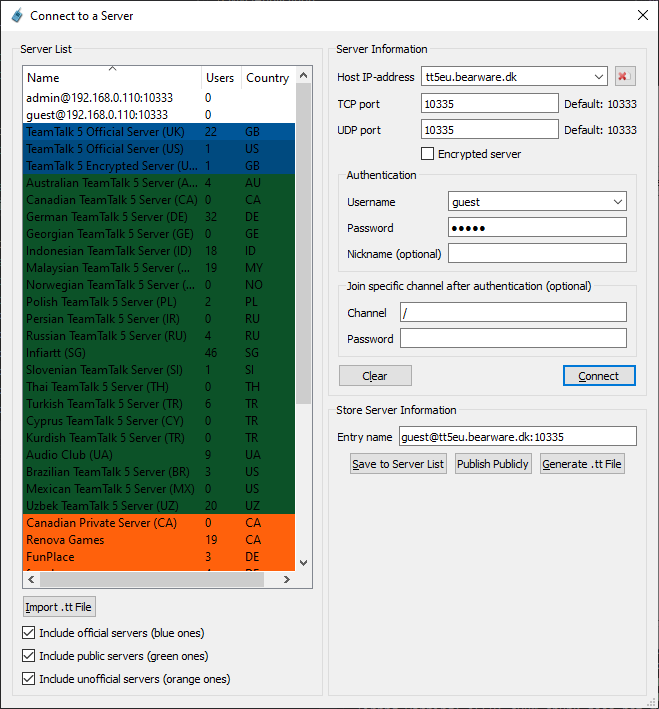 Connect to a Server
Server List
Name Users Country
admin@192.168.0.110:10333 0
guest@192.168.0.110:10333 0
TeamTalk 5 Official Server (UK) 22 GB
TeamTalk 5 Official Server (US) 1 US
TeamTalk 5 Encrypted Server (U... 1 GB
Australian TeamTalk 5 Server (A... 4 AU
Canadian TeamTalk 5 Server (CA) 0 CA
German TeamTalk 5 Server (DE) 32 DE
Georgian TeamTalk 5 Server (GE) 0 GE
Indonesian TeamTalk 5 Server (ID) 18 ID
Malaysian TeamTalk 5 Server (... 19 MY
Norwegian TeamTalk 5 Server (... 0 NO
Polish TeamTalk 5 Server (PL) 2 PL
Persian TeamTalk 5 Server (IR) 0 RU
Russian TeamTalk 5 Server (RU) 4 RU
Infiartt (SG) 46 SG
Slovenian TeamTalk Server (SI) 1 SI
Thai TeamTalk 5 Server (TH) 0 TH
Turkish TeamTalk 5 Server (TR) 6 TR
Cyprus TeamTalk 5 Server (CY) 0 TR
Kurdish TeamTalk 5 Server (TR) 0 TR
Audio Club (UA) 9 UA
Brazilian TeamTalk 5 Server (BR) 3 US
Mexican TeamTalk 5 Server (MX) 0 US
Uzbek TeamTalk 5 Server (UZ) 20 UZ
Canadian Private Server (CA) 0 CA
Renova Games 19 CA
FunPlace 3 DE
Import .tt File
Include official servers (blue ones)
Include public servers (green ones)
Include unofficial servers (orange ones)
Server Information
Host IP-address tt5eu.bearware.dk
TCP port 10335 Default: 10333
UDP port 10335 Default: 10333
Encrypted server
Authentication
Username guest
Password ●●●●●
Nickname (optional)
Join specific channel after authentication (optional)
Channel /
Password
Clear Connect
Store Server Information
Entry name guest@tt5eu.bearware.dk:10335
Save to Server List Publish Publicly Generate .tt File